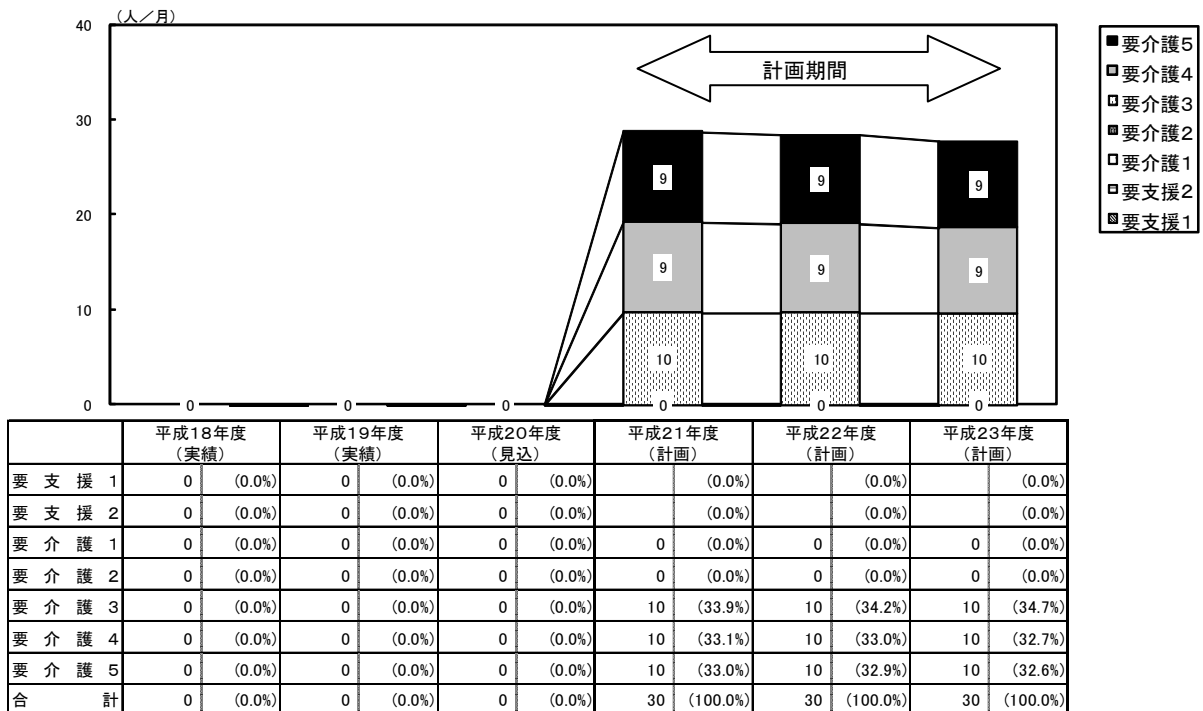 （人／月）
40
30
20
10
0
計画期間
9 9 9
9 9 9
10 10 10
0 0 0 0 0 0
■要介護5
要介護4
要介護3
要介護2
要介護1
要支援2
要支援1
平成18年度 平成19年度 平成20年度 平成21年度 平成22年度 平成23年度
（実績） （実績） （見込） （計画） （計画） （計画）
要支援1 0 (0.0%) 0 (0.0%) 0 (0.0%) (0.0%) (0.0%) (0.0%)
要支援2 0 (0.0%) 0 (0.0%) 0 (0.0%) (0.0%) (0.0%) (0.0%)
要介護1 0 (0.0%) 0 (0.0%) 0 (0.0%) 0 (0.0%) 0 (0.0%) 0 (0.0%)
要介護2 0 (0.0%) 0 (0.0%) 0 (0.0%) 0 (0.0%) 0 (0.0%) 0 (0.0%)
要介護3 0 (0.0%) 0 (0.0%) 0 (0.0%) 10 (33.9%) 10 (34.2%) 10 (34.7%)
要介護4 0 (0.0%) 0 (0.0%) 0 (0.0%) 10 (33.1%) 10 (33.0%) 10 (32.7%)
要介護5 0 (0.0%) 0 (0.0%) 0 (0.0%) 10 (33.0%) 10 (32.9%) 10 (32.6%)
合計 0 (0.0%) 0 (0.0%) 0 (0.0%) 30 (100.0%) 30 (100.0%) 30 (100.0%)